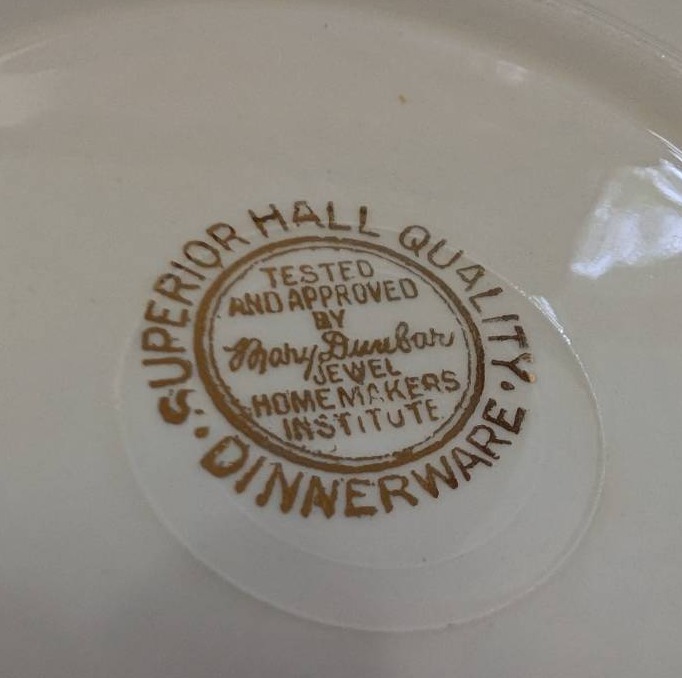 SUPERIOR HALL QUALITY
· DINNERWARE ·
TESTED
AND APPROVED
BY
Mary Dunbar
JEWEL
HOMEMAKERS
INSTITUTE